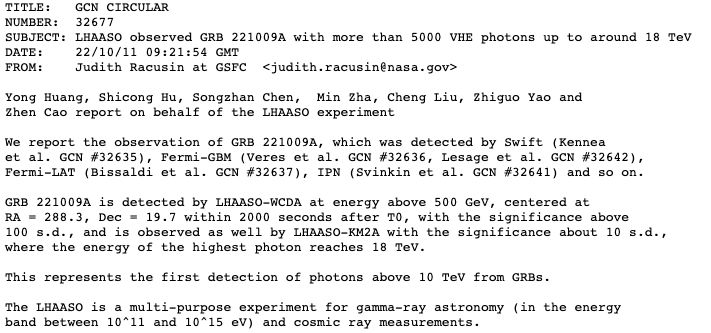 TITLE: GCN CIRCULAR
NUMBER: 32677
SUBJECT: LHAASO observed GRB 221009A with more than 5000 VHE photons up to around 18 TeV
DATE: 22/10/11 09:21:54 GMT
FROM: Judith Racusin at GSFC <judith.racusin@nasa.gov>
Yong Huang, Shicong Hu, Songzhan Chen, Min Zha, Cheng Liu, Zhiguo Yao and
Zhen Cao report on behalf of the LHAASO experiment
We report the observation of GRB 221009A, which was detected by Swift (Kennea
et al. GCN #32635), Fermi-GBM (Veres et al. GCN #32636, Lesage et al. GCN #32642),
Fermi-LAT (Bissaldi et al. GCN #32637), IPN (Svinkin et al. GCN #32641) and so on.
GRB 221009A is detected by LHAASO-WCDA at energy above 500 GeV, centered at
RA = 288.3, Dec = 19.7 within 2000 seconds after T0, with the significance above
100 s.d., and is observed as well by LHAASO-KM2A with the significance about 10 s.d.,
where the energy of the highest photon reaches 18 TeV.
This represents the first detection of photons above 10 TeV from GRBs.
The LHAASO is a multi-purpose experiment for gamma-ray astronomy (in the energy
band between 10^11 and 10^15 eV) and cosmic ray measurements.